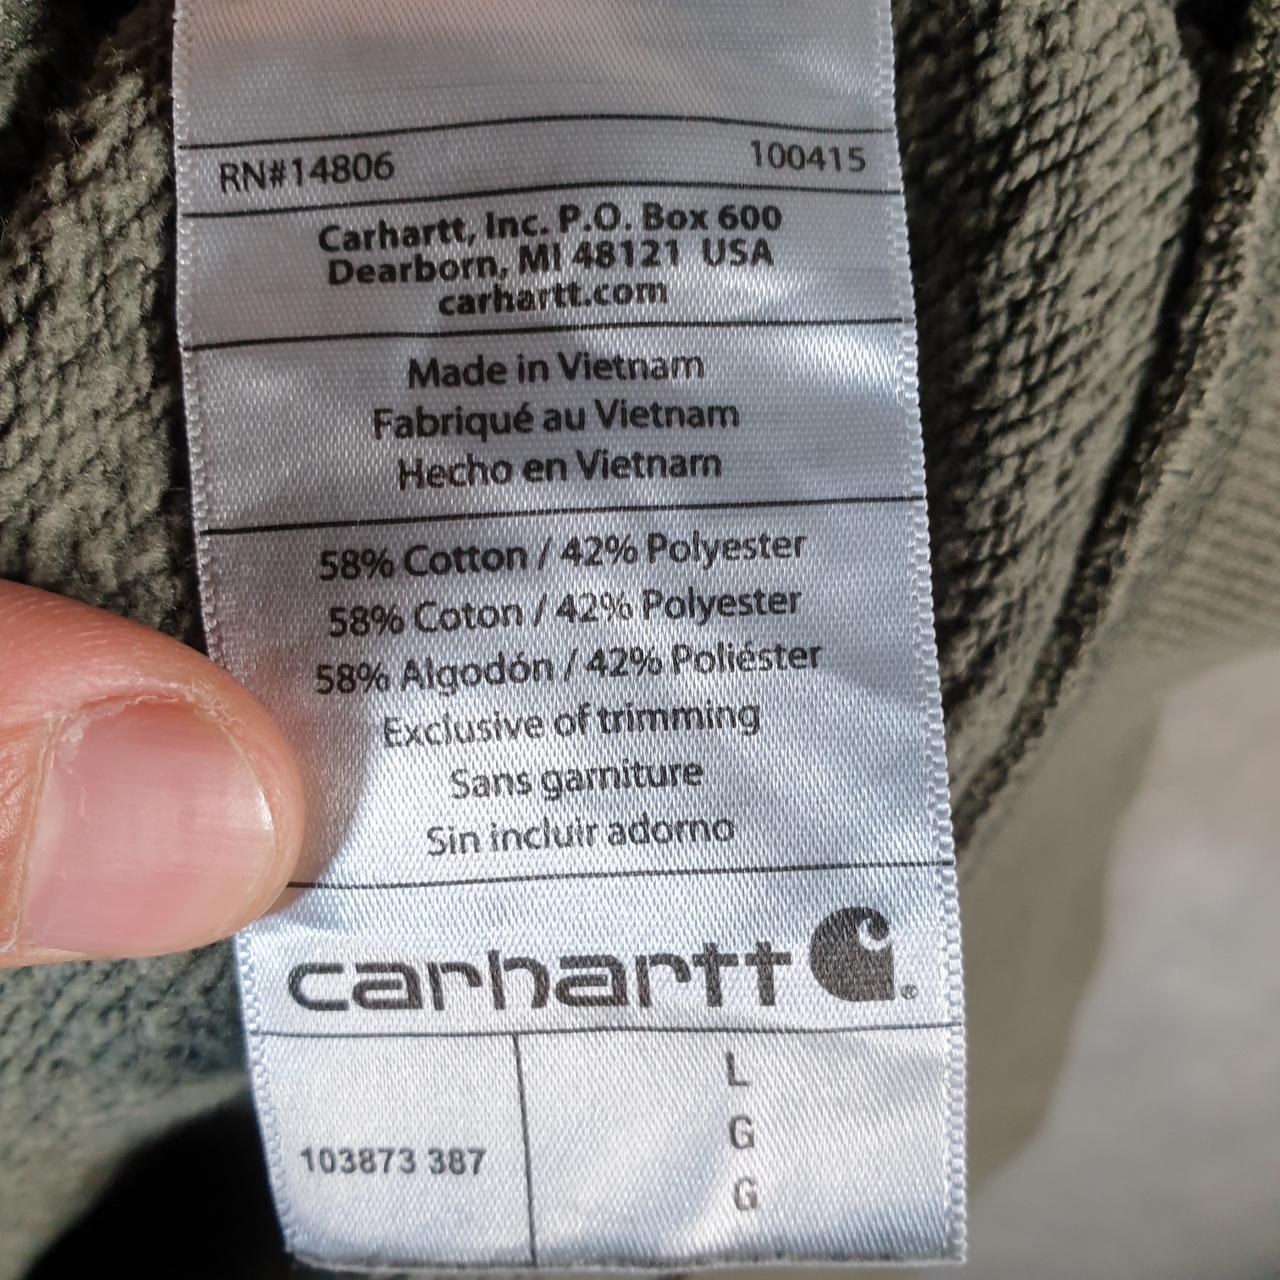 RN#14806 100415
Carhartt, Inc. P.O. Box 600
Dearborn, MI 48121 USA
carhartt.com
Made in Vietnam
Fabriqué au Vietnam
Hecho en Vietnam
58% Cotton / 42% Polyester
58% Coton / 42% Polyester
58% Algodón / 42% Poliéster
Exclusive of trimming
Sans garniture
Sin incluir adorno
carhartt ®
L
G
103873 387
G